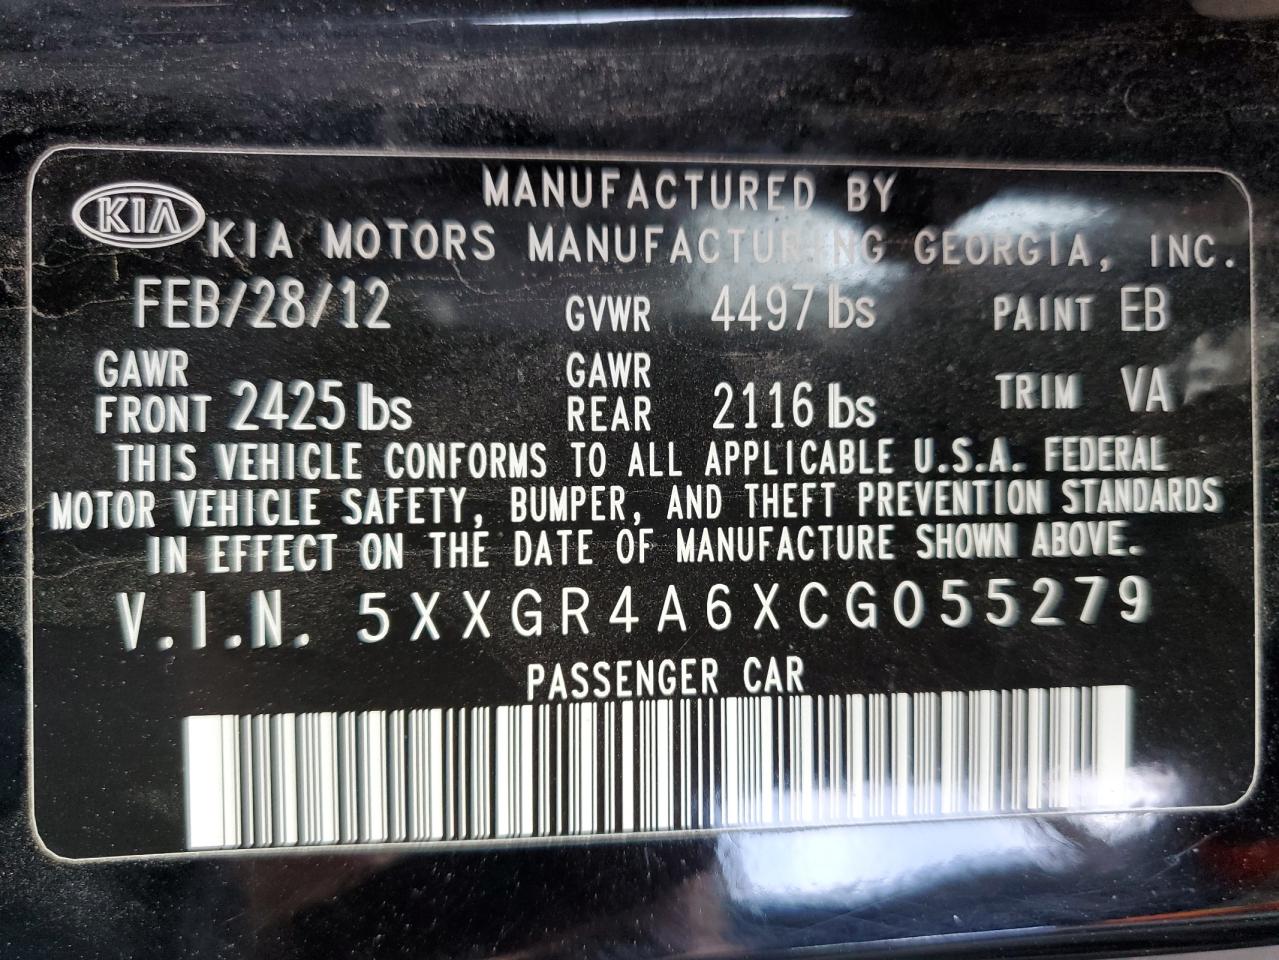 MANUFACTURED BY
KIA KIA MOTORS MANUFACTURING GEORGIA, INC.
FEB/28/12 GVWR 4497 lbs PAINT EB
GAWR FRONT 2425 lbs GAWR REAR 2116 lbs TRIM VA
THIS VEHICLE CONFORMS TO ALL APPLICABLE U.S.A. FEDERAL
MOTOR VEHICLE SAFETY, BUMPER, AND THEFT PREVENTION STANDARDS
IN EFFECT ON THE DATE OF MANUFACTURE SHOWN ABOVE.
V.I.N. 5XXGR4A6XCG055279
PASSENGER CAR